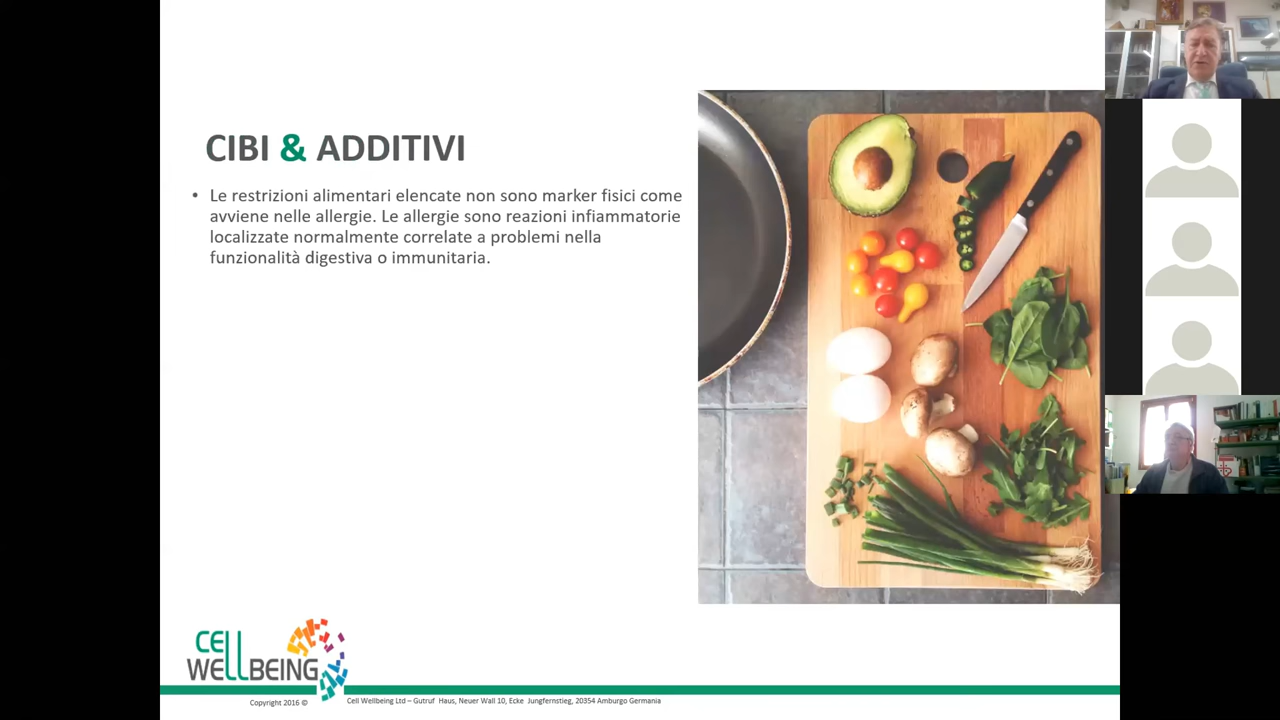 CIBI & ADDITIVI
• Le restrizioni alimentari elencate non sono marker fisici come
avviene nelle allergie. Le allergie sono reazioni infiammatorie
localizzate normalmente correlate a problemi nella
funzionalità digestiva o immunitaria.
CELL
WELLBEING
Copyright 2016 ©
Cell Wellbeing Ltd – Gutruf Haus, Neuer Wall 10, Ecke Jungfernstieg, 20354 Amburgo Germania